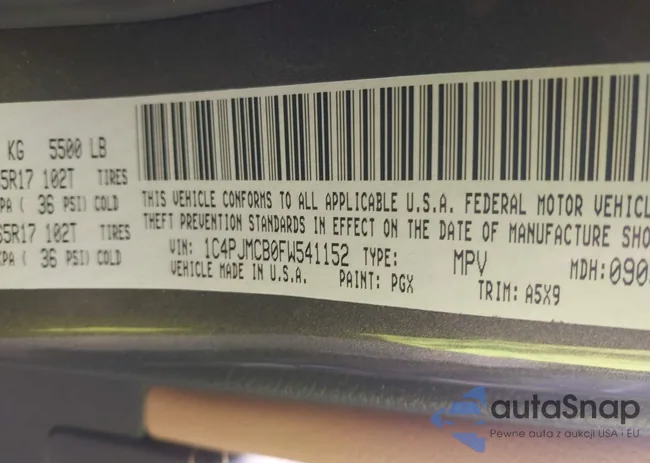 KG 5500 LB
5R17 102T TIRES
PA ( 36 PSI) COLD
65R17 102T TIRES
KPA ( 36 PSI) COLD
THIS VEHICLE CONFORMS TO ALL APPLICABLE U.S.A. FEDERAL MOTOR VEHICL
THEFT PREVENTION STANDARDS IN EFFECT ON THE DATE OF MANUFACTURE SHO
VIN: 1C4PJMCB0FW541152 TYPE: MPV MDH:090
VEHICLE MADE IN U.S.A. PAINT: PGX TRIM: A5X9
autaSnap
Pewne auta z aukcji USA i EU